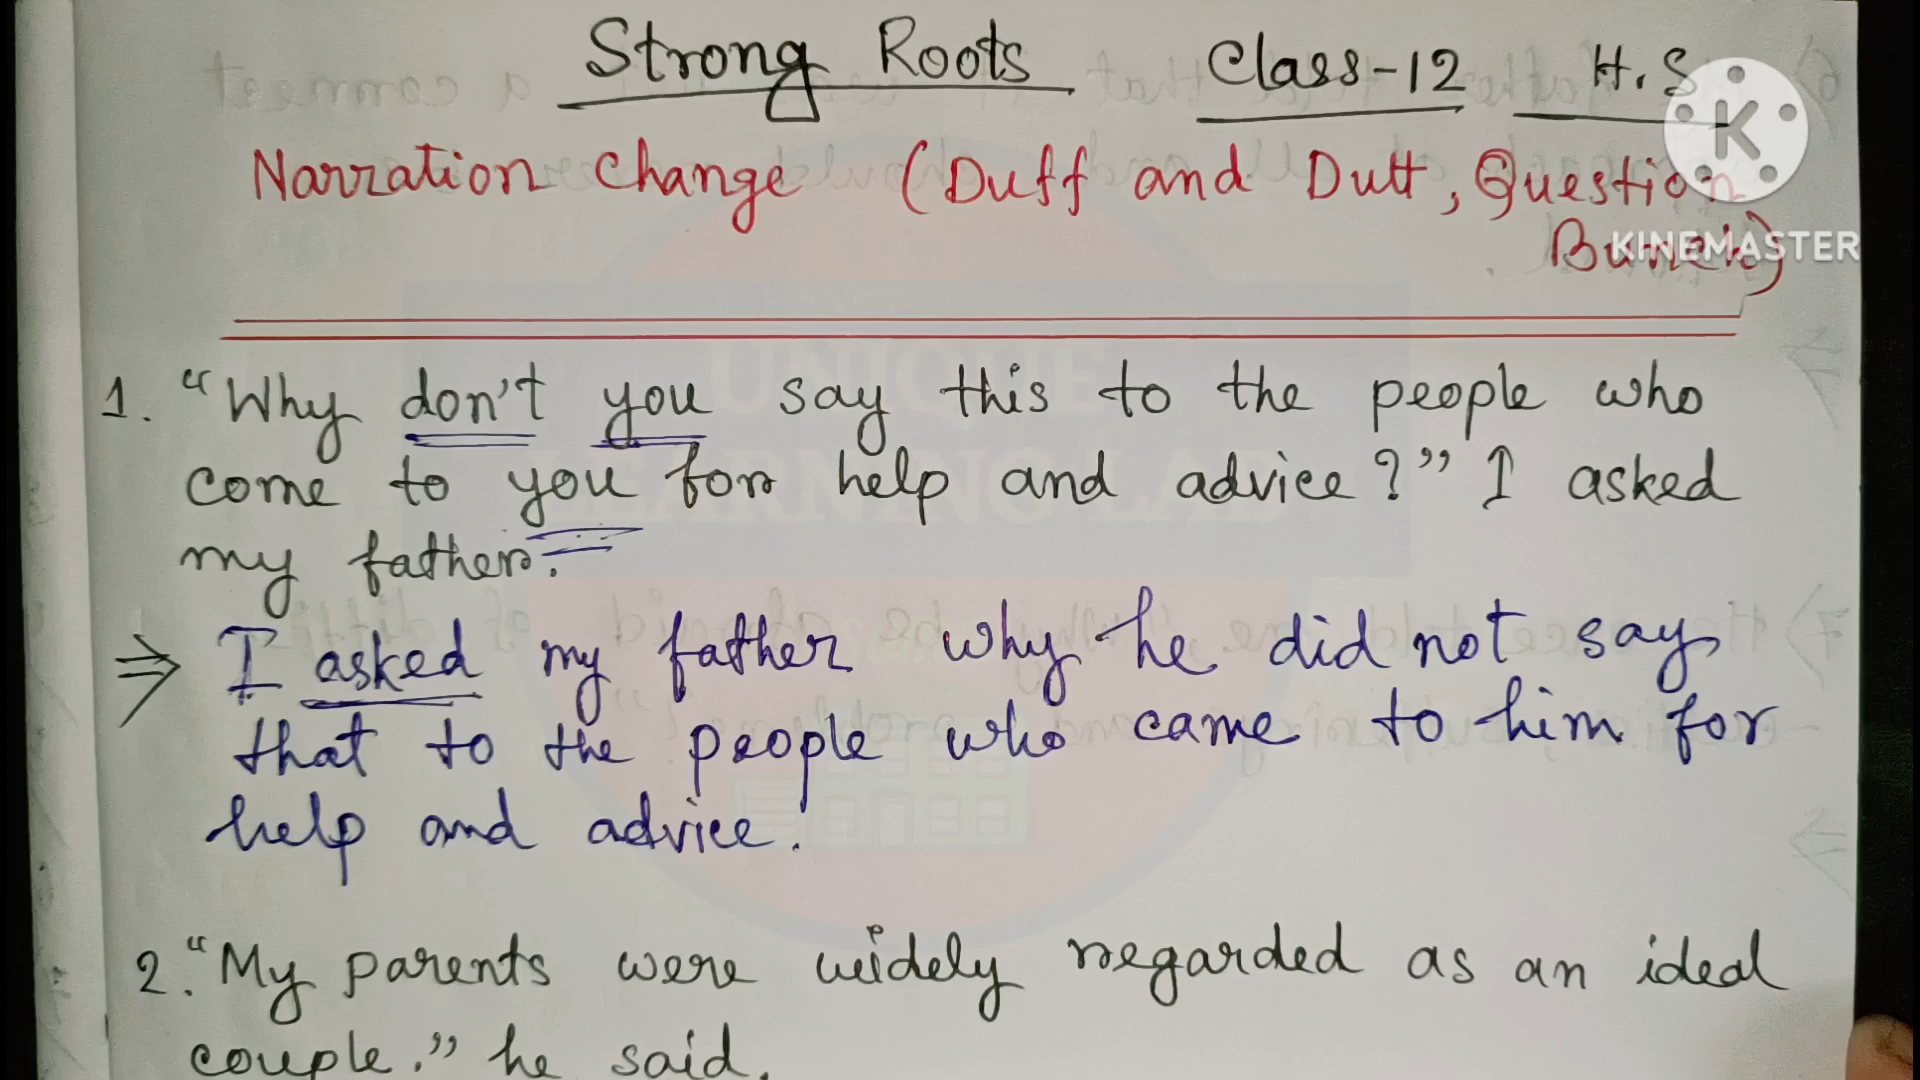 Strong Roots Class-12 H.S
Narration Change (Duff and Dutt, Question
Bunch)
KINEMASTER
1. "Why don't you say this to the people who
come to you for help and advice?" I asked
my father.
⇒ I asked my father why he did not say
that to the people who came to him for
help and advice.
2. "My parents were widely regarded as an ideal
couple." he said.